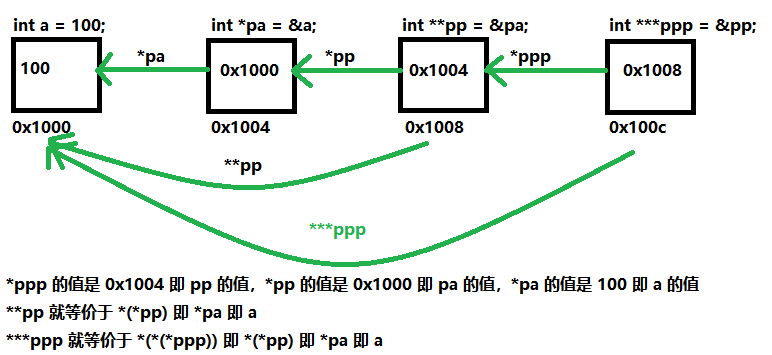 int a = 100; int *pa = &a; int **pp = &pa; int ***ppp = &pp;
100 *pa 0x1000 *pp 0x1004 *ppp 0x1008
0x1000 0x1004 0x1008 0x100c
**pp
***ppp
*ppp 的值是 0x1004 即 pp 的值，*pp 的值是 0x1000 即 pa 的值，*pa 的值是 100 即 a 的值
**pp 就等价于 *(*pp) 即 *pa 即 a
***ppp 就等价于 *(*(*ppp)) 即 *(*pp) 即 *pa 即 a